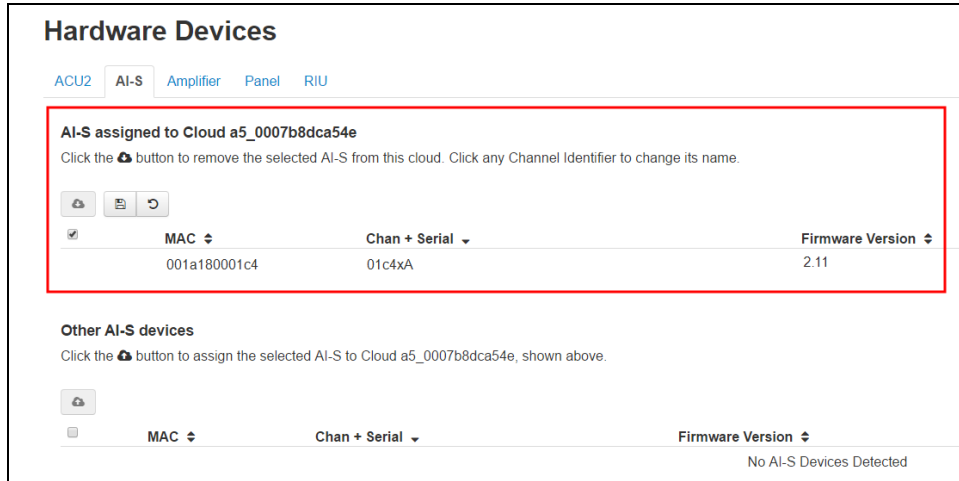 Hardware Devices
ACU2 AI-S Amplifier Panel RIU
AI-S assigned to Cloud a5_0007b8dca54e
Click the button to remove the selected AI-S from this cloud. Click any Channel Identifier to change its name.
MAC Chan + Serial Firmware Version
001a180001c4 01c4xA 2.11
Other AI-S devices
Click the button to assign the selected AI-S to Cloud a5_0007b8dca54e, shown above.
MAC Chan + Serial Firmware Version
No AI-S Devices Detected